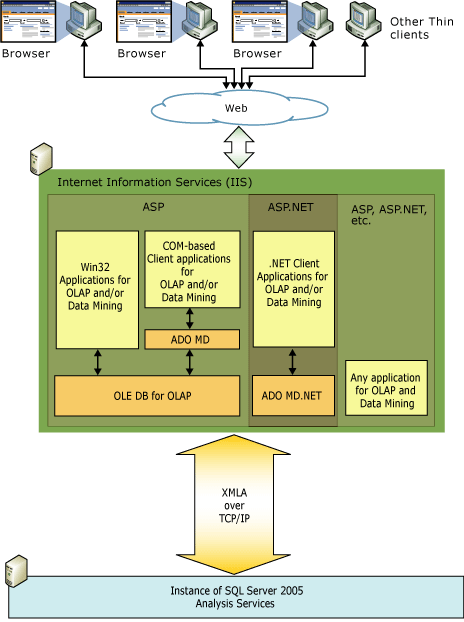 Browser
Browser
Browser
Other Thin
clients
Web
Internet Information Services (IIS)
ASP
ASP.NET
ASP, ASP.NET,
etc.
Win32
Applications for
OLAP and/or
Data Mining
COM-based
Client applications
for
OLAP and/or
Data Mining
.NET Client
Applications for
OLAP and/or
Data Mining
ADO MD
Any application
for OLAP and
Data Mining
OLE DB for OLAP
ADO MD.NET
XMLA
over
TCP/IP
Instance of SQL Server 2005
Analysis Services